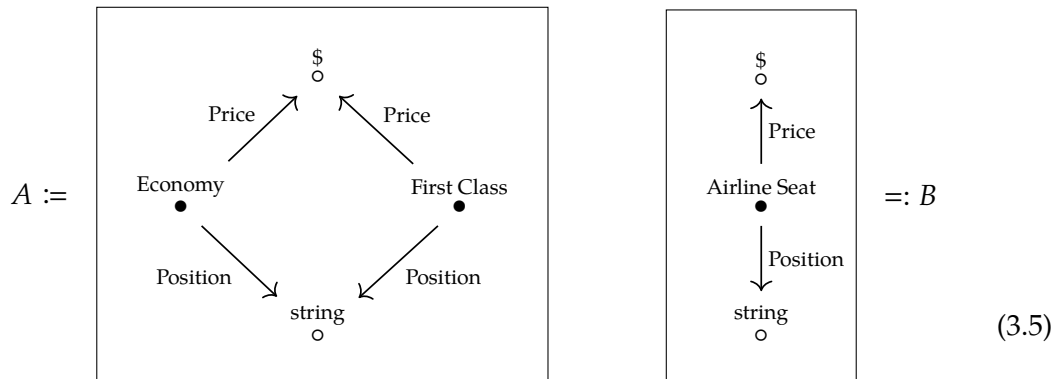 $
Price Price
Economy First Class
Position Position
string
A :=
$
Price
Airline Seat
Position
string
=: B
(3.5)